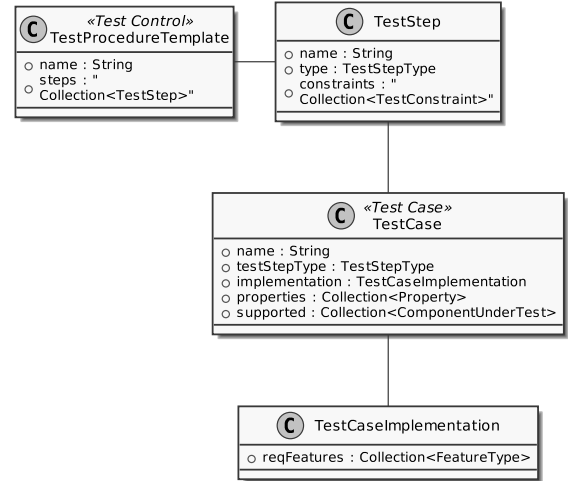 C
«Test Control»
TestProcedureTemplate
name : String
steps : "
Collection<TestStep>"
C
TestStep
name : String
type : TestStepType
constraints : "
Collection<TestConstraint>"
C
«Test Case»
TestCase
name : String
testStepType : TestStepType
implementation : TestCaseImplementation
properties : Collection<Property>
supported : Collection<ComponentUnderTest>
C
TestCaseImplementation
reqFeatures : Collection<FeatureType>